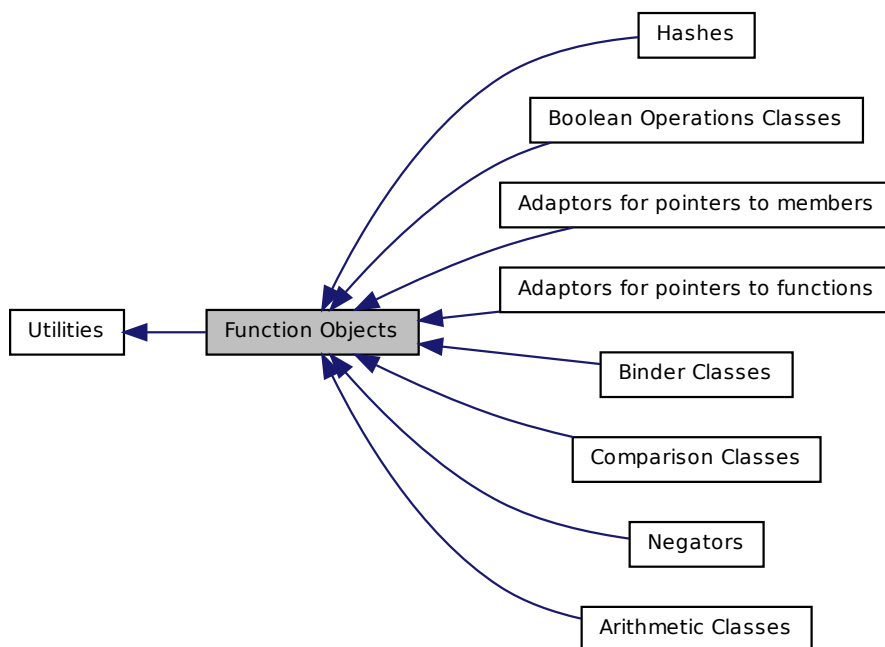 Hashes
Boolean Operations Classes
Adaptors for pointers to members
Adaptors for pointers to functions
Utilities
Function Objects
Binder Classes
Comparison Classes
Negators
Arithmetic Classes